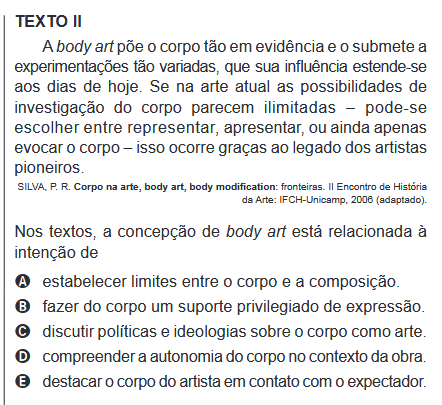 TEXTO II
A body art põe o corpo tão em evidência e o submete a
experimentações tão variadas, que sua influência estende-se
aos dias de hoje. Se na arte atual as possibilidades de
investigação do corpo parecem ilimitadas – pode-se
escolher entre representar, apresentar, ou ainda apenas
evocar o corpo – isso ocorre graças ao legado dos artistas
pioneiros.
SILVA, P. R. Corpo na arte, body art, body modification: fronteiras. II Encontro de História
da Arte: IFCH-Unicamp, 2006 (adaptado).
Nos textos, a concepção de body art está relacionada à
intenção de
A estabelecer limites entre o corpo e a composição.
B fazer do corpo um suporte privilegiado de expressão.
C discutir políticas e ideologias sobre o corpo como arte.
D compreender a autonomia do corpo no contexto da obra.
E destacar o corpo do artista em contato com o expectador.